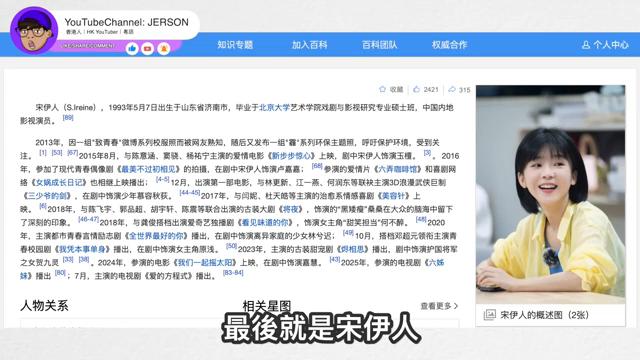 YouTubeChannel: JERSON
香港人 | HK YouTuber | 粵語
LIKE/SHARE/COMMENT
知识专题 加入百科 百科团队 权威合作 个人中心
收藏 2421 315
宋伊人（S.Ireine），1993年5月7日出生于山东省济南市，毕业于北京大学艺术学院戏剧与影视研究专业硕士班，中国内地
影视演员。[89]
2013年，因一组“致青春”微博系列校服照而被网友熟知，随后又发布一组“霾”系列环保主题照，呼吁保护环境，受到关
注。[1] [53] [67] 2015年8月，与陈意涵、窦骁、杨祐宁主演的爱情电影《新步步惊心》上映，剧中宋伊人饰演玉檀。[3] 。2016
年，参加了现代青春偶像剧《最美不过初相见》的拍摄，在剧中宋伊人饰演卢嘉嘉；[68] 参演的爱情片《六弄咖啡馆》和喜剧网
络《女娲成长日记》也相继上映播出；[4-5] 12月，出演第一部电影，与林更新、江一燕、何润东等联袂主演3D浪漫武侠巨制
《三少爷的剑》，在剧中饰演少年慕容秋荻。[44-45] 2017年，与闫妮、杜天皓等主演的治愈系情感喜剧《美容针》上
映。[6] 2018年，与陈飞宇、郭品超、胡宇轩、陈震等联合出演的古装大剧《将夜》，饰演的“黑矮瘦”桑桑在大众的脑海中留下
了深刻的印象。[46-47] 2018年，与龚俊搭档出演爱奇艺独播剧《看见味道的你》，饰演女主角“甜美担当”何不醉。[48] 2020
年，主演都市青春言情励志剧《全世界最好的你》播出，在剧中饰演离异家庭的少女林兮迟；[49] 10月，搭档邓超元领衔主演青
春校园剧《我凭本事单身》播出，在剧中饰演女主角原浅。[50] 2023年，主演的古装甜宠剧《烬相思》播出，剧中饰演护国将军
之女贺九灵 [33] [38] 。2024年，参演的电影《我们一起摇太阳》上映，在剧中饰演嘉慧。[43] 2025年，参演的电视剧《六姊
妹》播出 [80] ；7月，主演的电视剧《爱的方程式》播出。[83-84]
人物关系 相关星图 查看更多 >
宋伊人的概述图（2张）
最後就是宋伊人